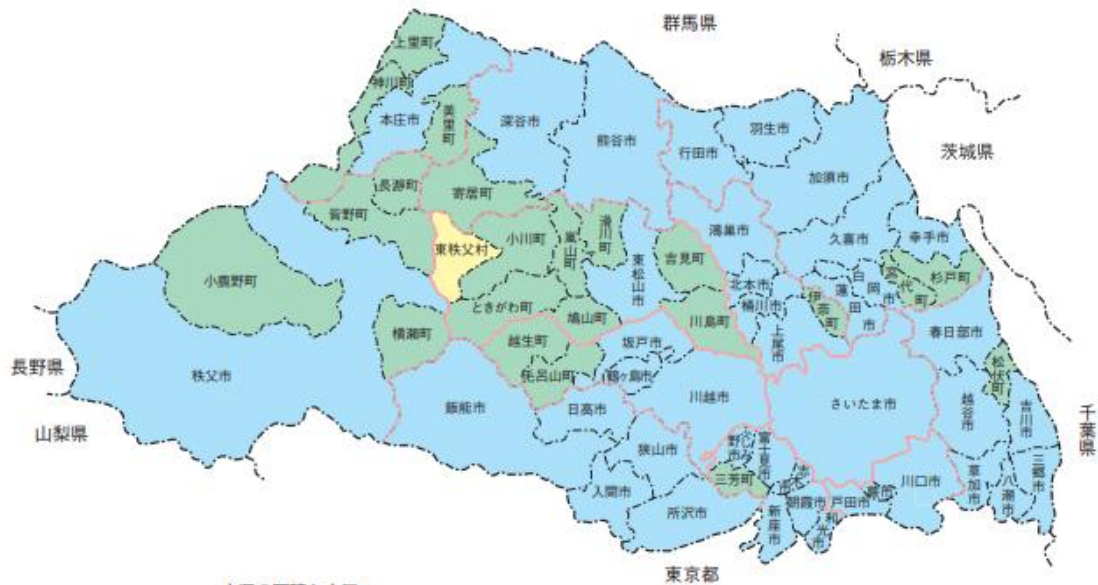 群馬県
栃木県
茨城県
千葉県
東京都
山梨県
長野県
上里町
神川町
本庄市
美里町
深谷市
熊谷市
行田市
羽生市
加須市
長瀞町
皆野町
寄居町
東秩父村
小川町
嵐山町
滑川町
東松山市
吉見町
鴻巣市
久喜市
幸手市
小鹿野町
ときがわ町
鳩山町
川島町
北本市
桶川市
上尾市
伊奈町
蓮田市
白岡市
宮代町
杉戸町
春日部市
横瀬町
越生町
毛呂山町
坂戸市
鶴ヶ島市
川越市
さいたま市
松伏町
越谷市
吉川市
秩父市
飯能市
日高市
狭山市
入間市
所沢市
ふじみ野市
富士見市
三芳町
志木市
新座市
朝霞市
和光市
戸田市
蕨市
川口市
草加市
八潮市
三郷市